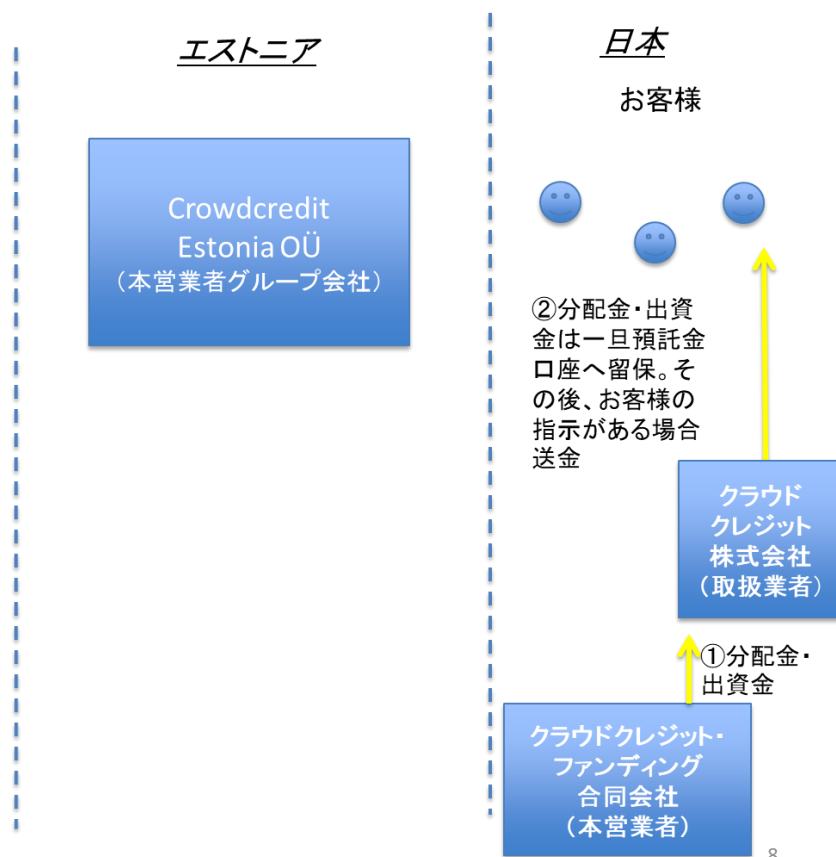 エストニア
日本
お客様
Crowdcredit
Estonia OÜ
（本営業者グループ会社）
②分配金・出資
金は一旦預託金
口座へ留保。そ
の後、お客様の
指示がある場合
送金
クラウド
クレジット
株式会社
（取扱業者）
①分配金・
出資金
クラウドクレジット・
ファンディング
合同会社
（本営業者）
8